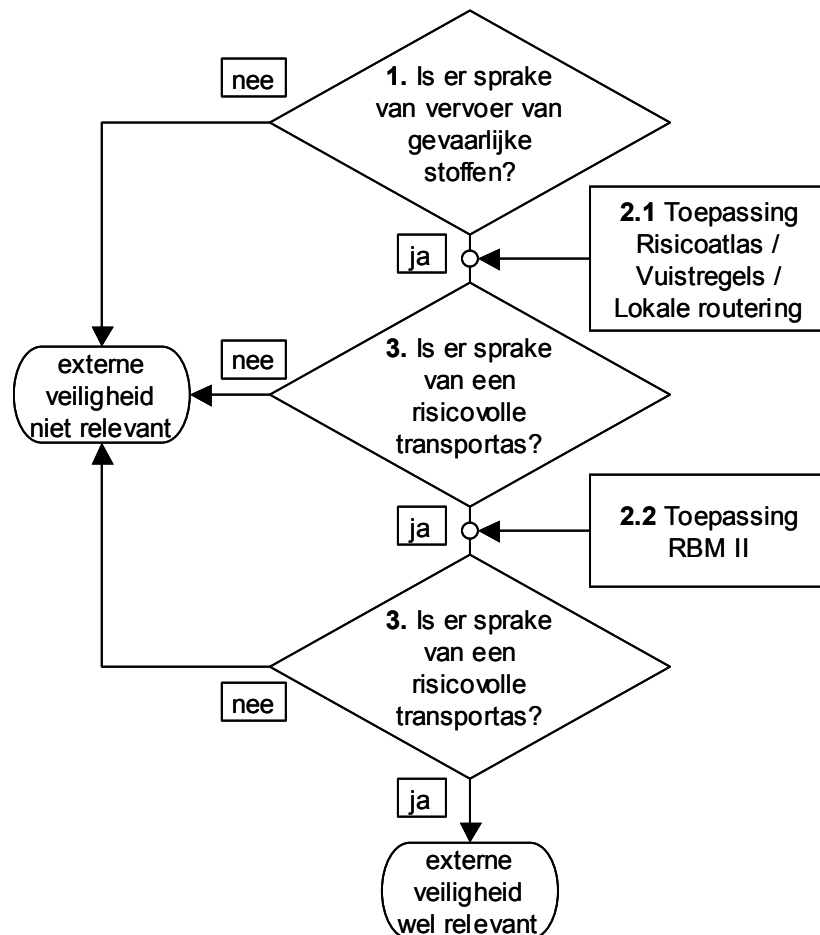 nee
1. Is er sprake
van vervoer van
gevaarlijke
stoffen?
ja
2.1 Toepassing
Risicoatlas /
Vuistregels /
Lokale routering
externe
veiligheid
niet relevant
nee
3. Is er sprake
van een
risicovolle
transportas?
ja
2.2 Toepassing
RBM II
3. Is er sprake
van een
risicovolle
transportas?
nee
ja
externe
veiligheid
wel relevant